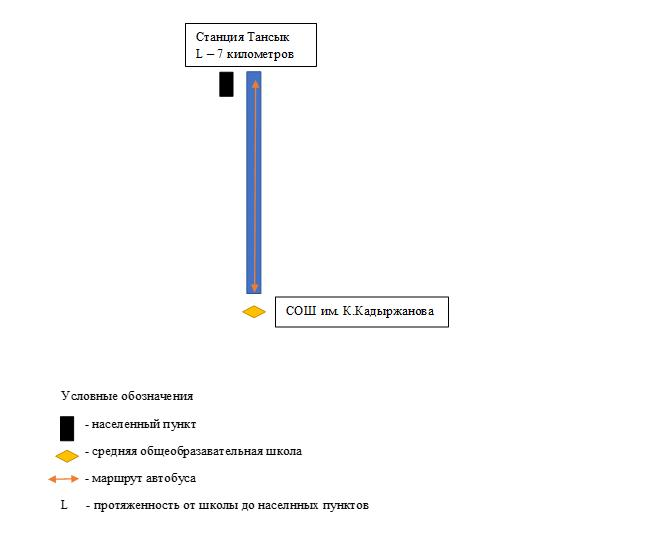 Станция Тансык
L – 7 километров
СОШ им. К.Кадыржанова
Условные обозначения
- населенный пункт
- средняя общеобразавательная школа
- маршрут автобуса
L - протяженность от школы до населнных пунктов